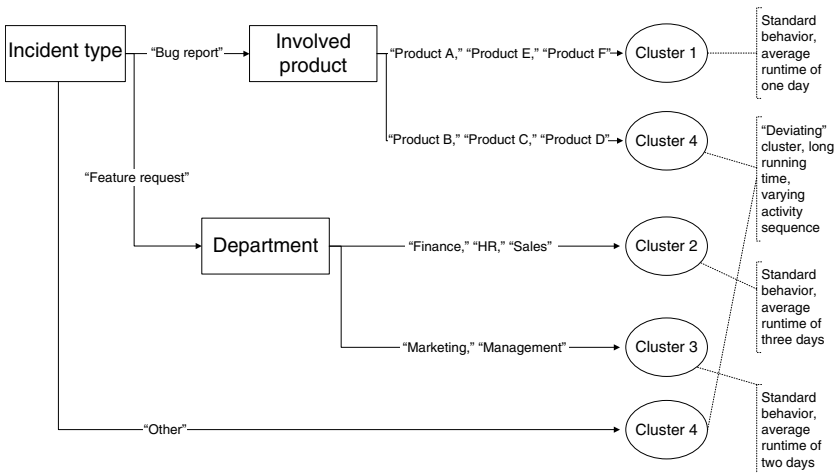 Incident type
“Bug report”
Involved
product
“Product A,” “Product E,” “Product F”
Cluster 1
Standard
behavior,
average
runtime of
one day
“Product B,” “Product C,” “Product D”
Cluster 4
“Deviating”
cluster, long
running
time,
varying
activity
sequence
“Feature request”
Department
“Finance,” “HR,” “Sales”
Cluster 2
Standard
behavior,
average
runtime of
three days
“Marketing,” “Management”
Cluster 3
Standard
behavior,
average
runtime of
two days
“Other”
Cluster 4